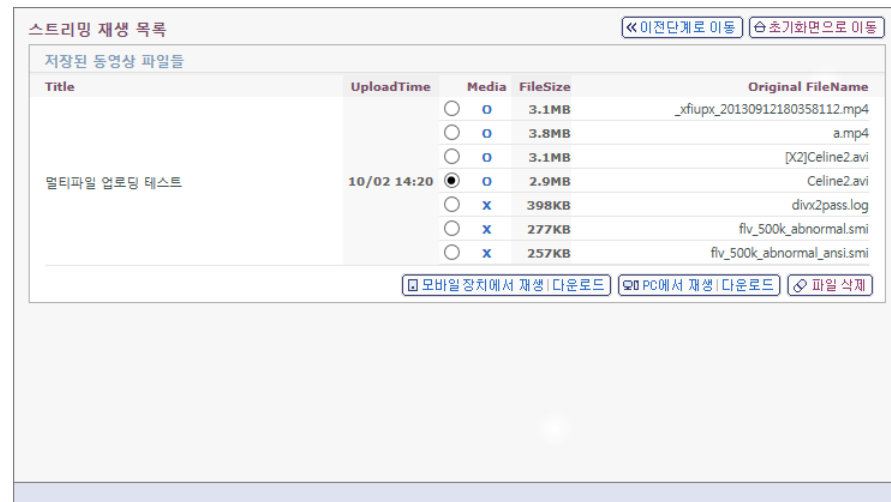 스트리밍 재생 목록 이전단계로 이동 초기화면으로 이동
저장된 동영상 파일들
Title UploadTime Media FileSize Original FileName
O 3.1MB _xfiupx_20130912180358112.mp4
O 3.8MB a.mp4
O 3.1MB [X2]Celine2.avi
멀티파일 업로딩 테스트 10/02 14:20 O 2.9MB Celine2.avi
X 398KB divx2pass.log
X 277KB flv_500k_abnormal.smi
X 257KB flv_500k_abnormal_ansi.smi
모바일장치에서 재생|다운로드 PC에서 재생|다운로드 파일 삭제